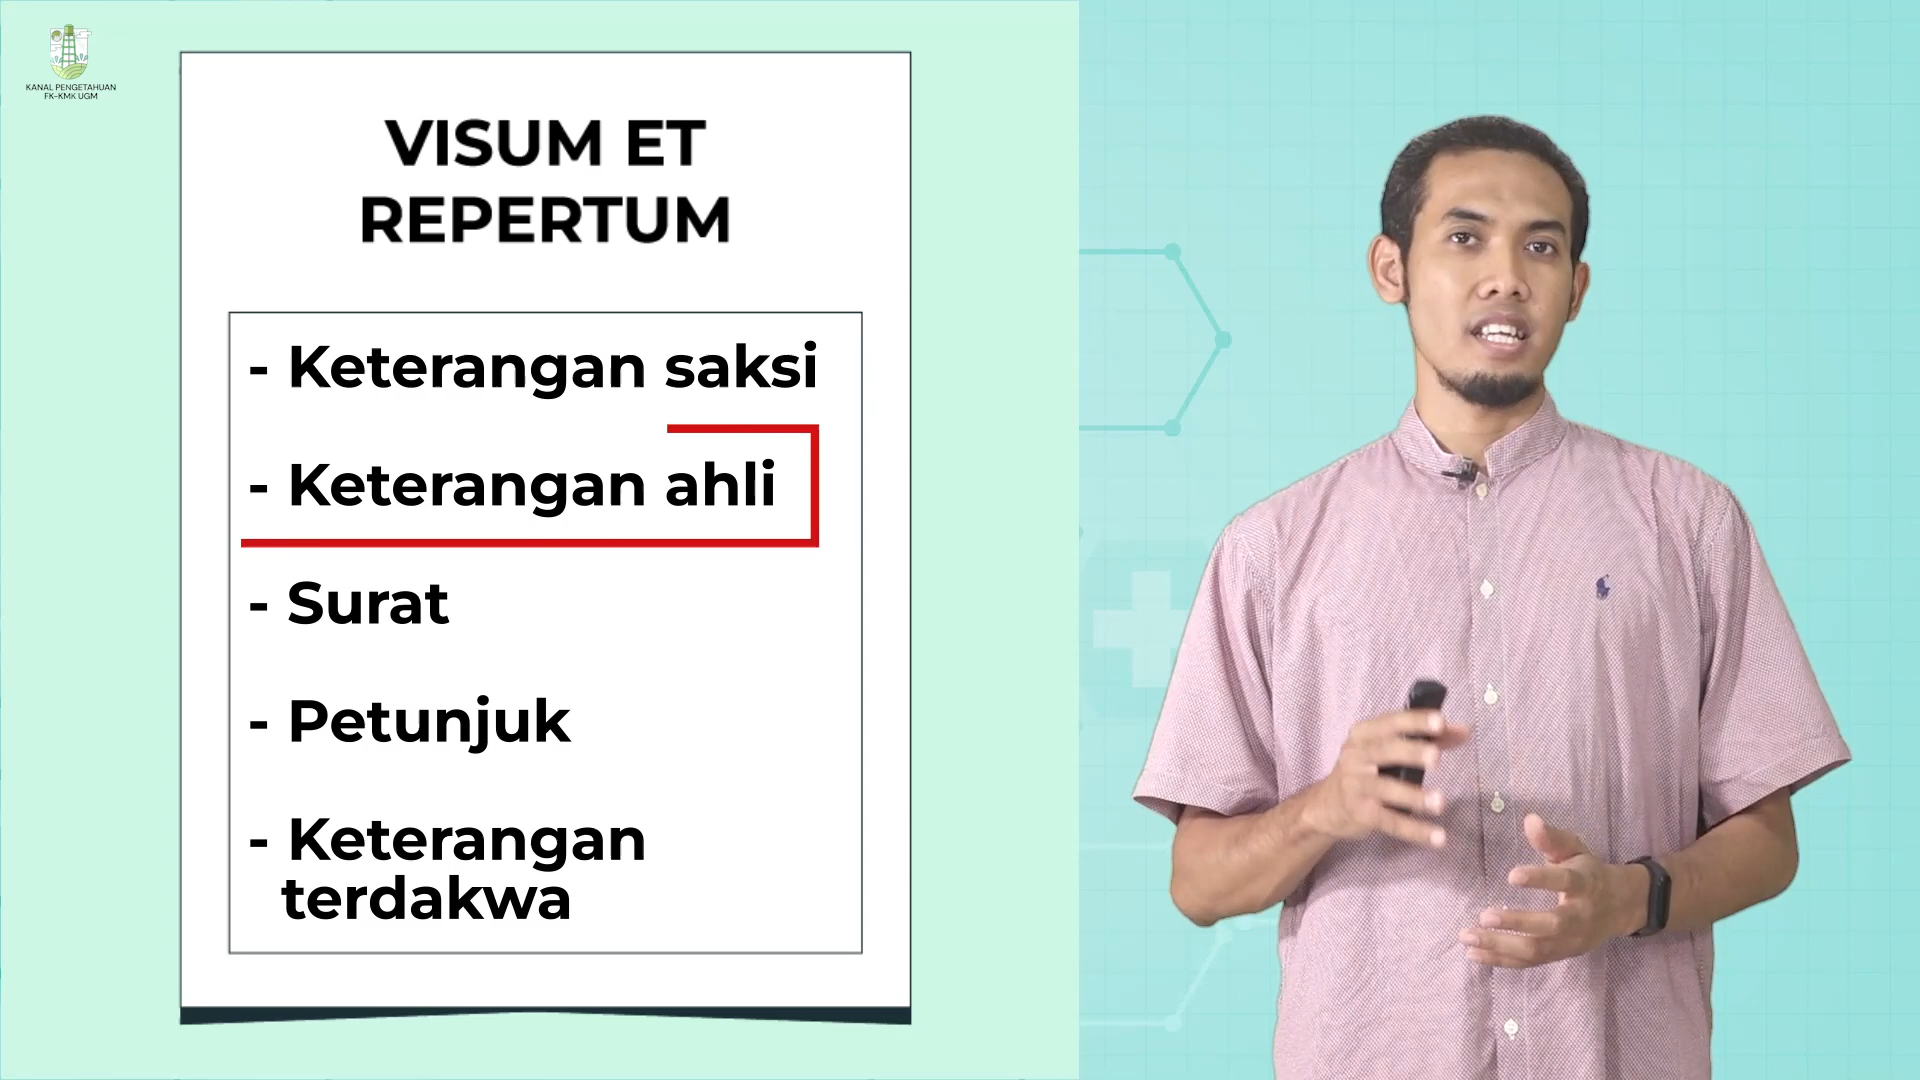 KANAL PENGETAHUAN
FK-KMK UGM
VISUM ET
REPERTUM
- Keterangan saksi
- Keterangan ahli
- Surat
- Petunjuk
- Keterangan
terdakwa